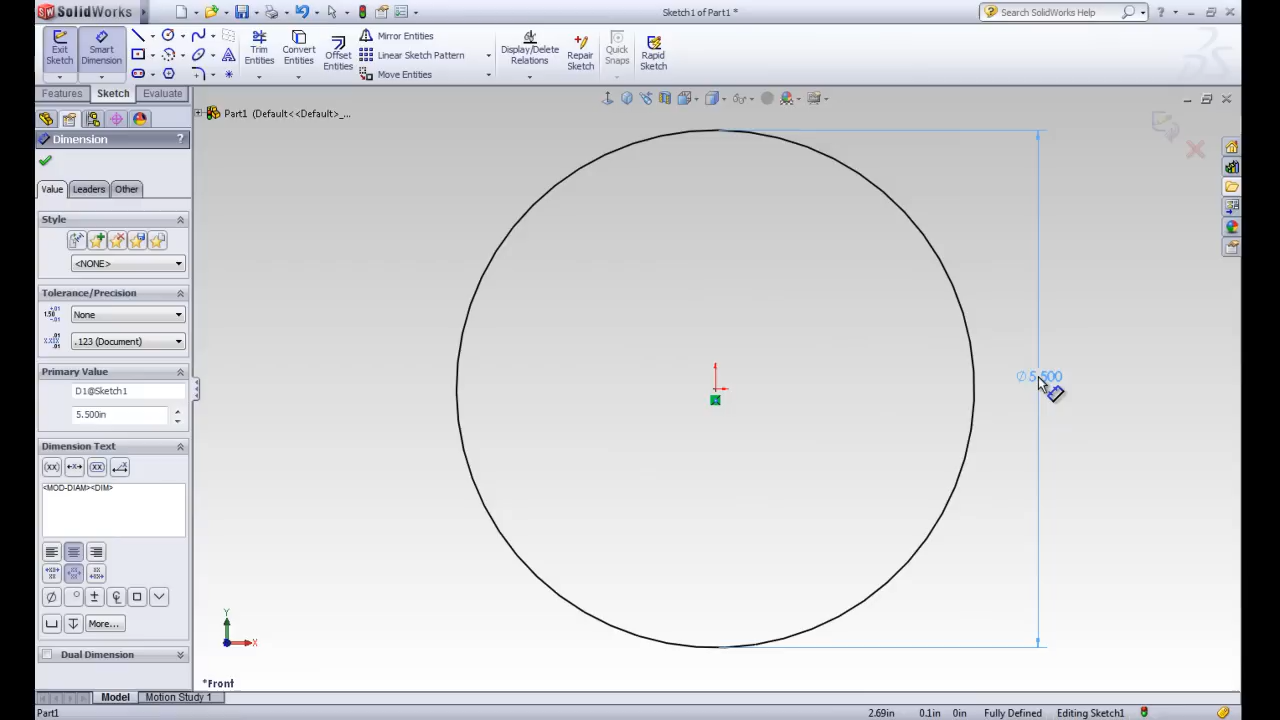 SolidWorks
Sketch1 of Part1 *
Search SolidWorks Help
Exit Sketch
Smart Dimension
Trim Entities
Convert Entities
Offset Entities
Mirror Entities
Linear Sketch Pattern
Move Entities
Display/Delete Relations
Repair Sketch
Quick Snaps
Rapid Sketch
Features Sketch Evaluate
Part1 (Default<<Default>_...
Dimension ?
Value Leaders Other
Style
<NONE>
Tolerance/Precision
None
.123 (Document)
Primary Value
D1@Sketch1
5.500in
Dimension Text
<MOD-DIAM><DIM>
More...
Dual Dimension
∅5.500
Y
X
*Front
Model Motion Study 1
Part1 2.69in 0.1in 0in Fully Defined Editing Sketch1